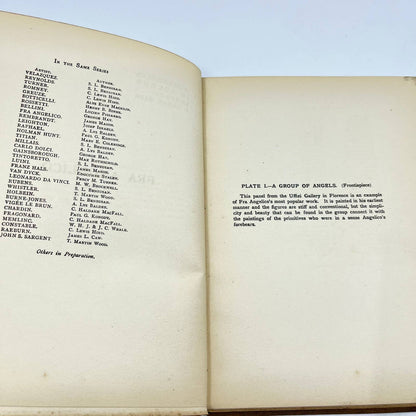 In the Same Series
Artist. Author.
VELASQUEZ. S. L. Bensusan.
REYNOLDS. S. L. Bensusan.
TURNER. C. Lewis Hind.
ROMNEY. C. Lewis Hind.
GREUZE. Alys Eyre Macklin.
BOTTICELLI. Henry B. Binns.
ROSSETTI. Lucien Pissarro.
BELLINI. George Hay.
FRA ANGELICO. James Mason.
REMBRANDT. Josef Israels.
LEIGHTON. A. Lys Baldry.
RAPHAEL. Paul G. Konody.
HOLMAN HUNT. Mary E. Coleridge.
TITIAN. S. L. Bensusan.
MILLAIS. A. Lys Baldry.
CARLO DOLCI. George Hay.
GAINSBOROUGH. Max Rothschild.
TINTORETTO. S. L. Bensusan.
LUINI. James Mason.
FRANZ HALS. Edgcumbe Staley.
VAN DYCK. Percy M. Turner.
LEONARDO DA VINCI. M. W. Brockwell.
RUBENS. S. L. Bensusan.
WHISTLER. T. Martin Wood.
HOLBEIN. S. L. Bensusan.
BURNE-JONES. A. Lys Baldry.
VIGÉE LE BRUN. C. Haldane MacFall.
CHARDIN. Paul G. Konody.
FRAGONARD. C. Haldane MacFall.
MEMLINC. W. H. J. & J. C. Weale.
CONSTABLE. C. Lewis Hind.
RAEBURN. James L. Caw.
JOHN S. SARGENT T. Martin Wood.
Others in Preparation.
PLATE I.—A GROUP OF ANGELS. (Frontispiece)
This panel from the Uffizi Gallery in Florence is an example
of Fra Angelico's most popular work. It is painted in his earliest
manner and the figures are stiff and conventional, but the simpli-
city and beauty that can be found in the group connect it with
the paintings of the primitives who were in a sense Angelico's
forebears.